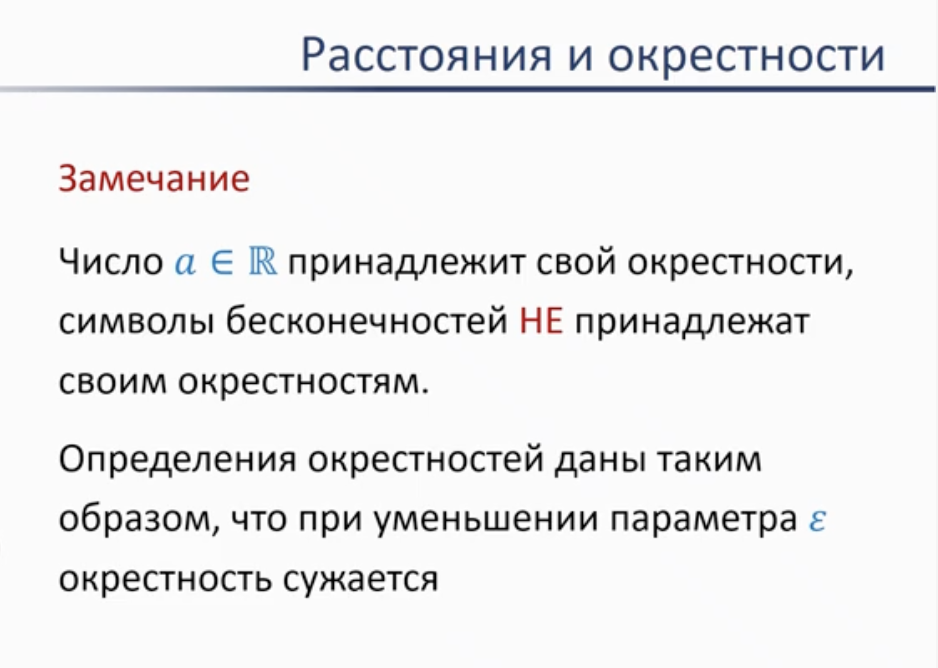 Расстояния и окрестности
Замечание
Число a ∈ ℝ принадлежит свой окрестности,
символы бесконечностей НЕ принадлежат
своим окрестностям.
Определения окрестностей даны таким
образом, что при уменьшении параметра ε
окрестность сужается